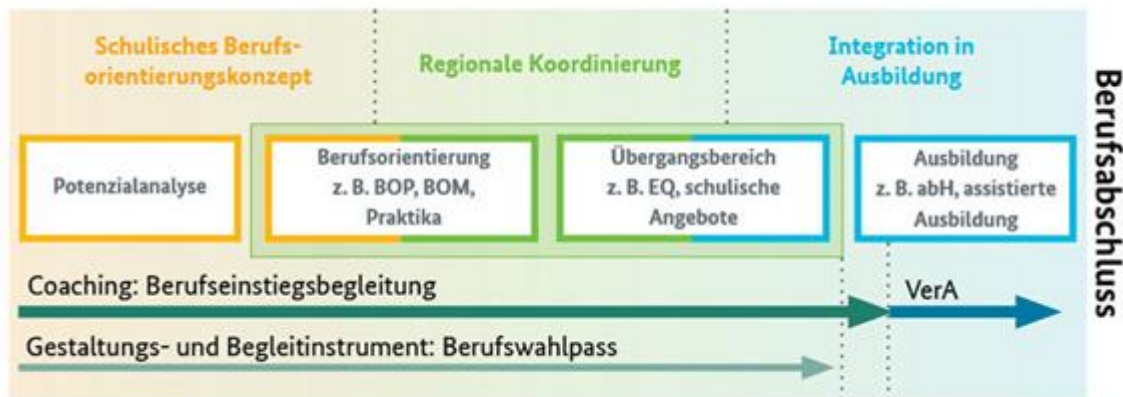 Schulisches Berufs-
orientierungskonzept
Regionale Koordinierung
Integration in
Ausbildung
Potenzialanalyse
Berufsorientierung
z. B. BOP, BOM,
Praktika
Übergangsbereich
z. B. EQ, schulische
Angebote
Ausbildung
z. B. abH, assistierte
Ausbildung
Coaching: Berufseinstiegsbegleitung
VerA
Gestaltungs- und Begleitinstrument: Berufswahlpass
Berufsabschluss